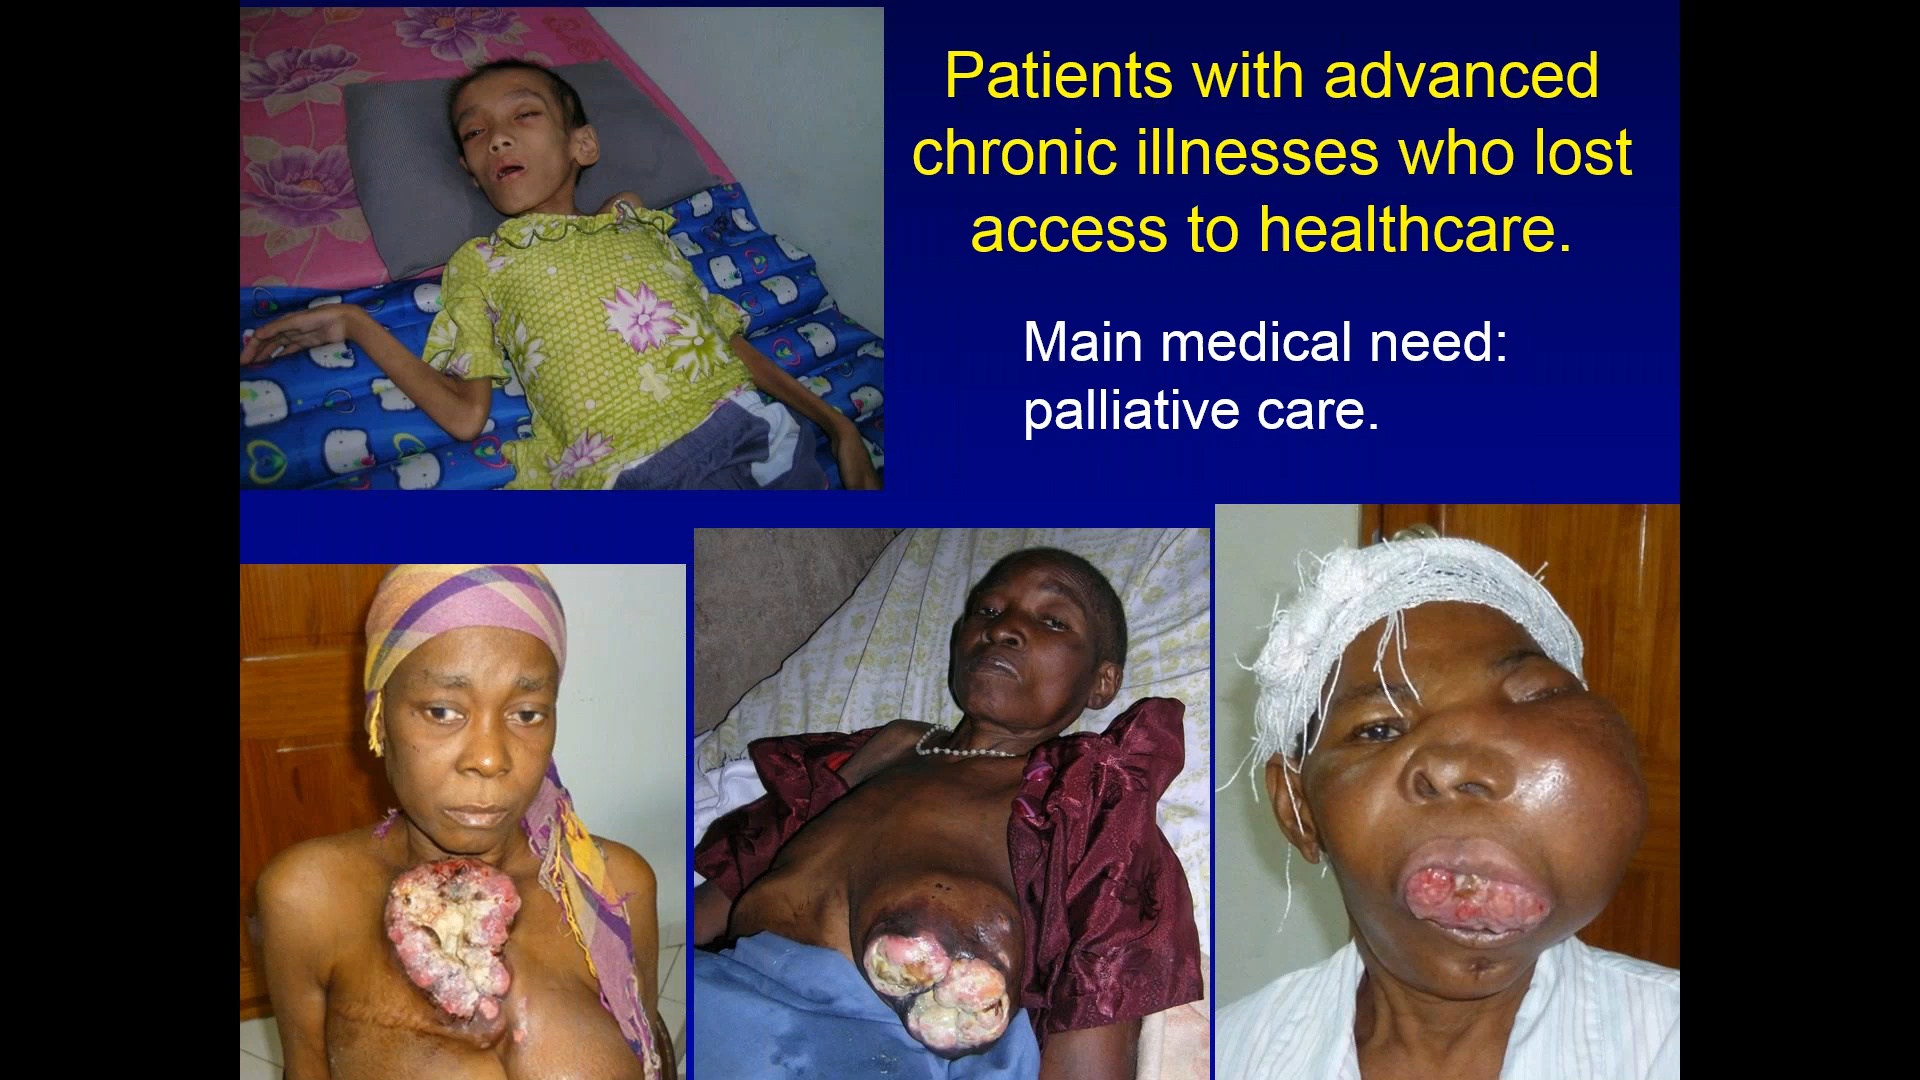 Patients with advanced
chronic illnesses who lost
access to healthcare.
Main medical need:
palliative care.